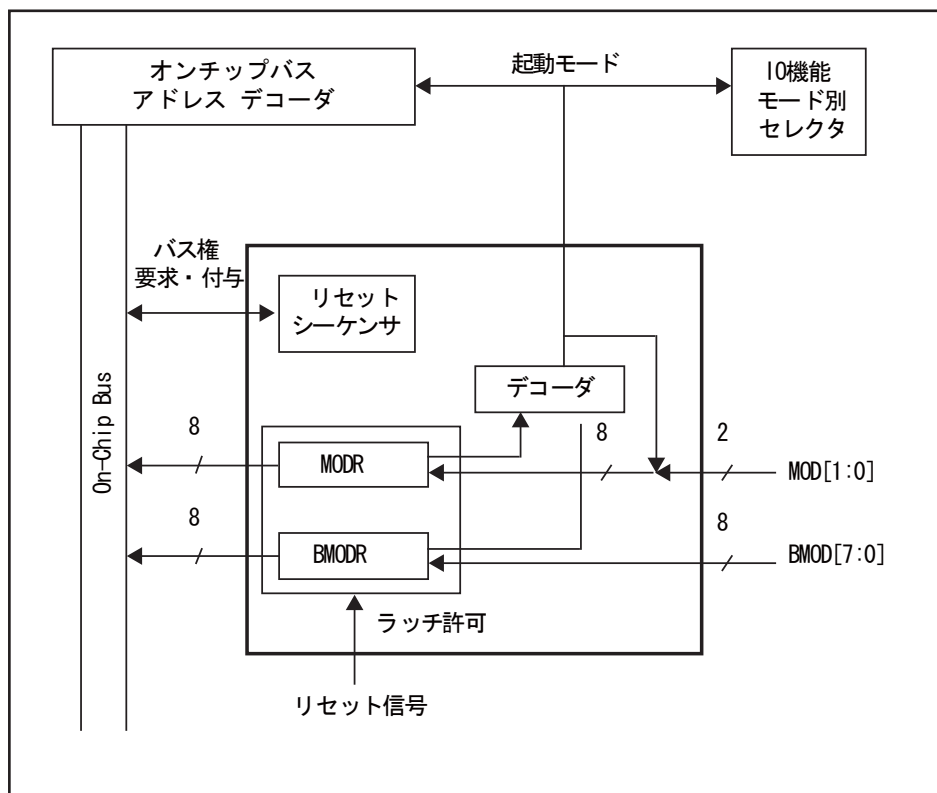 オンチップバス
アドレス デコーダ
起動モード
IO機能
モード別
セレクタ
バス権
要求・付与
リセット
シーケンサ
デコーダ
On-Chip Bus
8
MODR
8
2
MOD[1:0]
8
BMODR
8
BMOD[7:0]
ラッチ許可
リセット信号